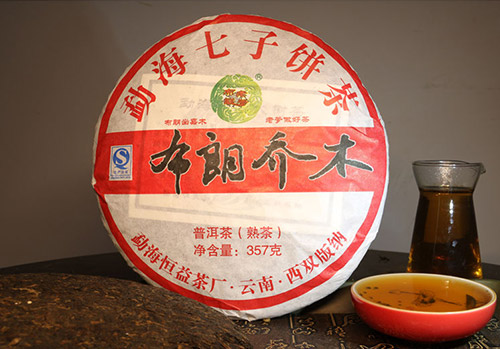 勐海七子饼茶
布朗乔木
普洱茶（熟茶）
净含量：357克
勐海恒益茶厂·云南·西双版纳